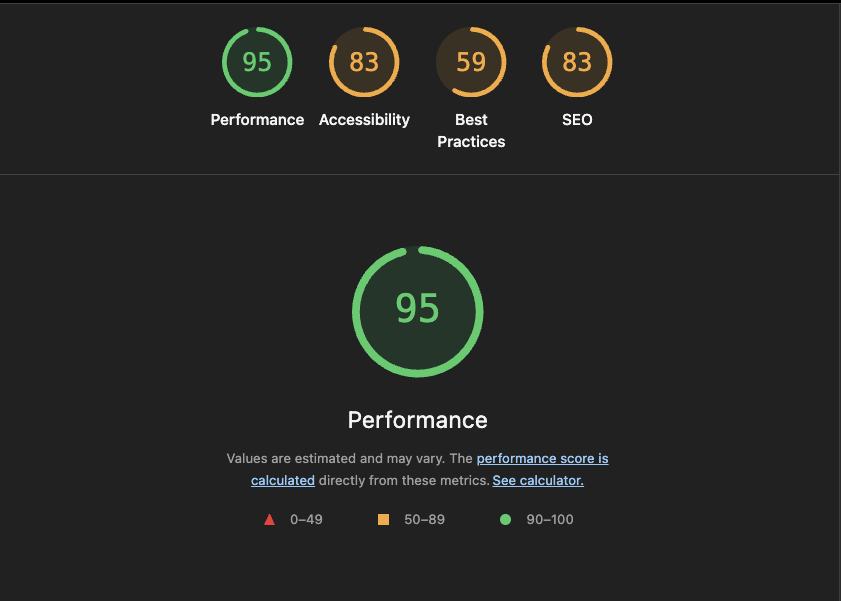 95
83
59
83
Performance
Accessibility
Best
Practices
SEO
95
Performance
Values are estimated and may vary. The performance score is
calculated directly from these metrics. See calculator.
0–49
50–89
90–100